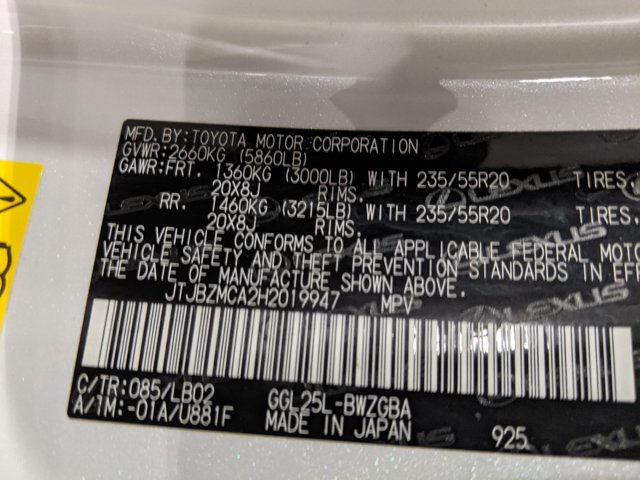 MFD. BY: TOYOTA MOTOR CORPORATION
GVWR: 2660KG (5860LB)
GAWR: FRT. 1360KG (3000LB) WITH 235/55R20 TIRES,
20X8J RIMS.
RR. 1460KG (3215LB) WITH 235/55R20 TIRES,
20X8J RIMS.
THIS VEHICLE CONFORMS TO ALL APPLICABLE FEDERAL MOTOR
VEHICLE SAFETY AND THEFT PREVENTION STANDARDS IN EFF
THE DATE OF MANUFACTURE SHOWN ABOVE.
JTJBZMCA2H2019947 MPV
C/TR: 085/LB02 GGL25L-BWZGBA
A/TM: -01A/U881F MADE IN JAPAN 925
LEXUS
LEXUS